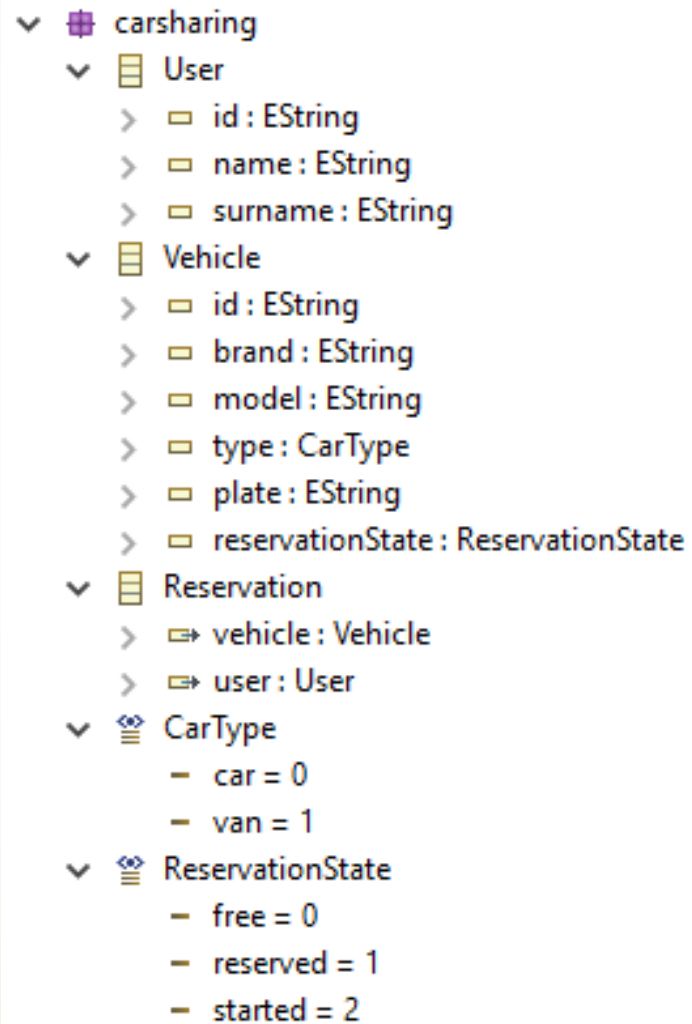 carsharing
User
id : EString
name : EString
surname : EString
Vehicle
id : EString
brand : EString
model : EString
type : CarType
plate : EString
reservationState : ReservationState
Reservation
vehicle : Vehicle
user : User
CarType
car = 0
van = 1
ReservationState
free = 0
reserved = 1
started = 2